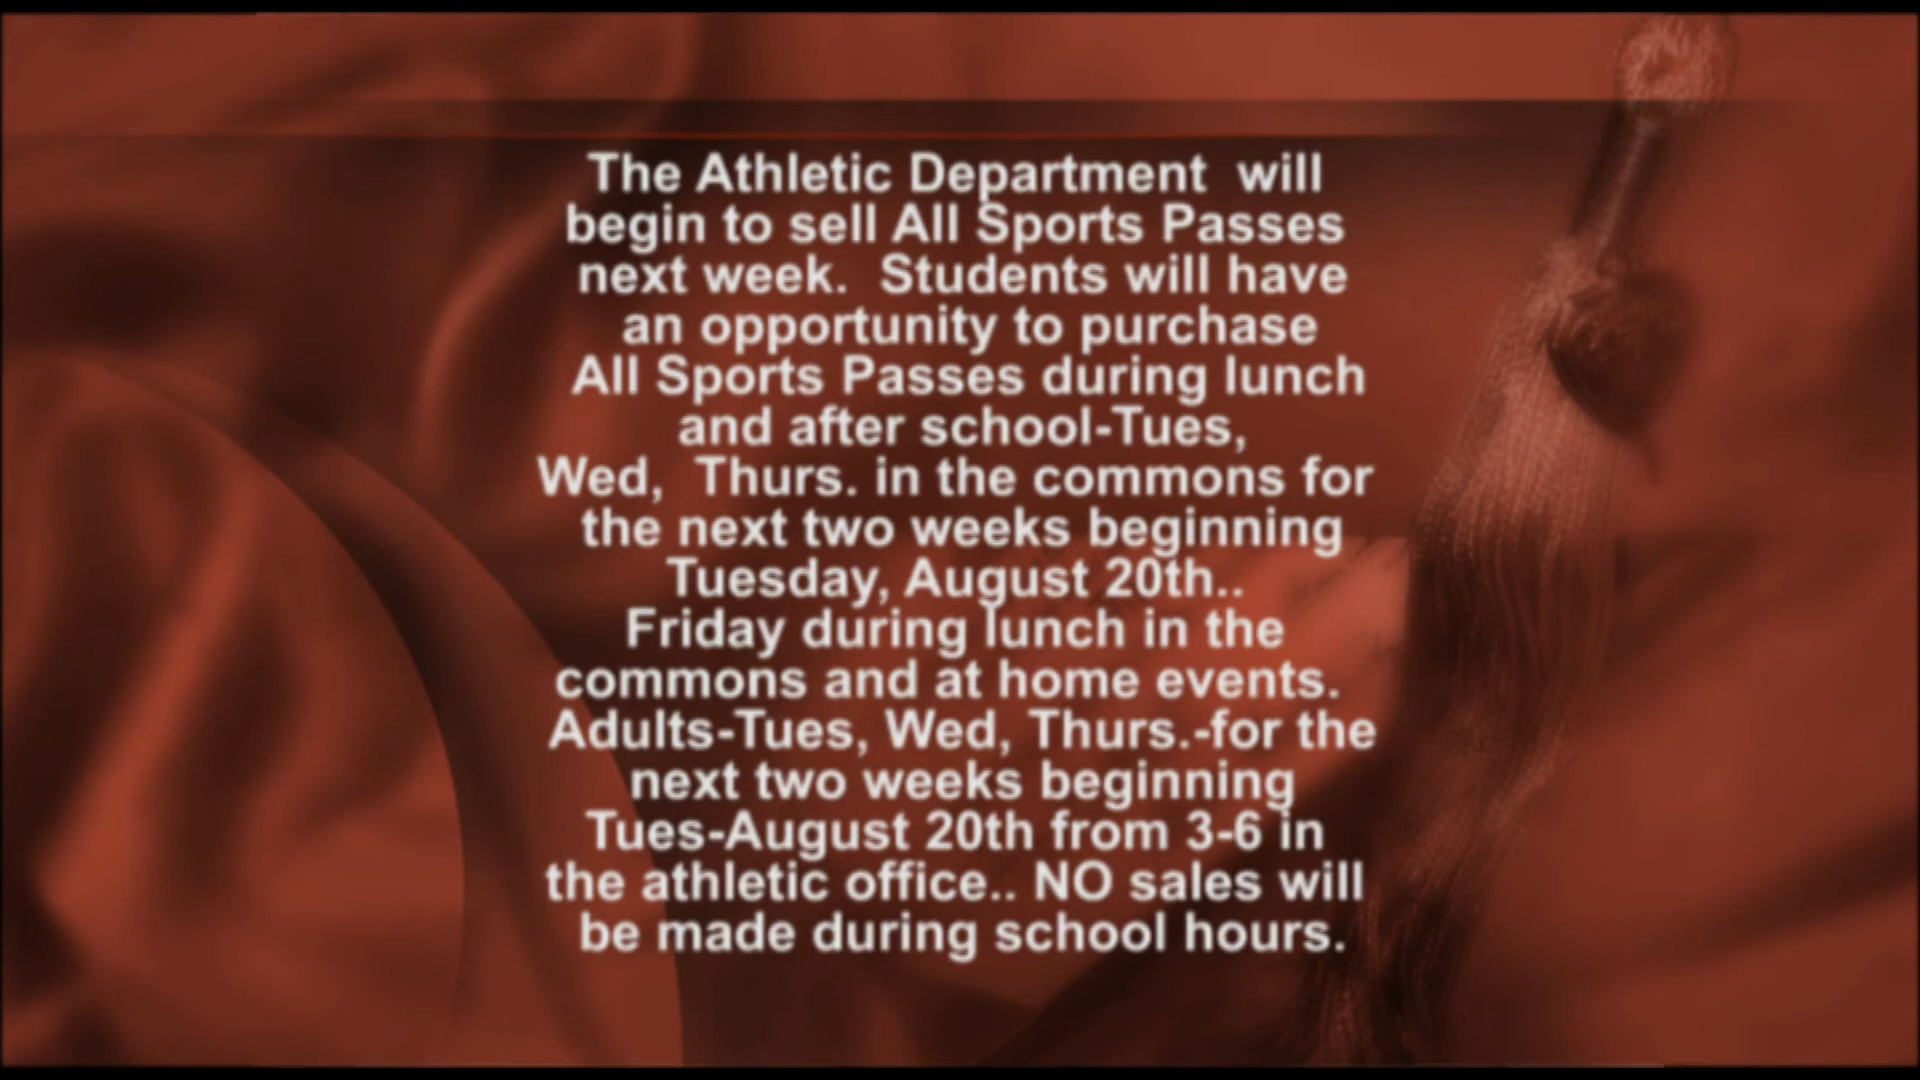 The Athletic Department  will
begin to sell All Sports Passes
next week.  Students will have
an opportunity to purchase
All Sports Passes during lunch
and after school-Tues,
Wed,  Thurs. in the commons for
the next two weeks beginning
Tuesday, August 20th..
Friday during lunch in the
commons and at home events.
Adults-Tues, Wed, Thurs.-for the
next two weeks beginning
Tues-August 20th from 3-6 in
the athletic office.. NO sales will
be made during school hours.